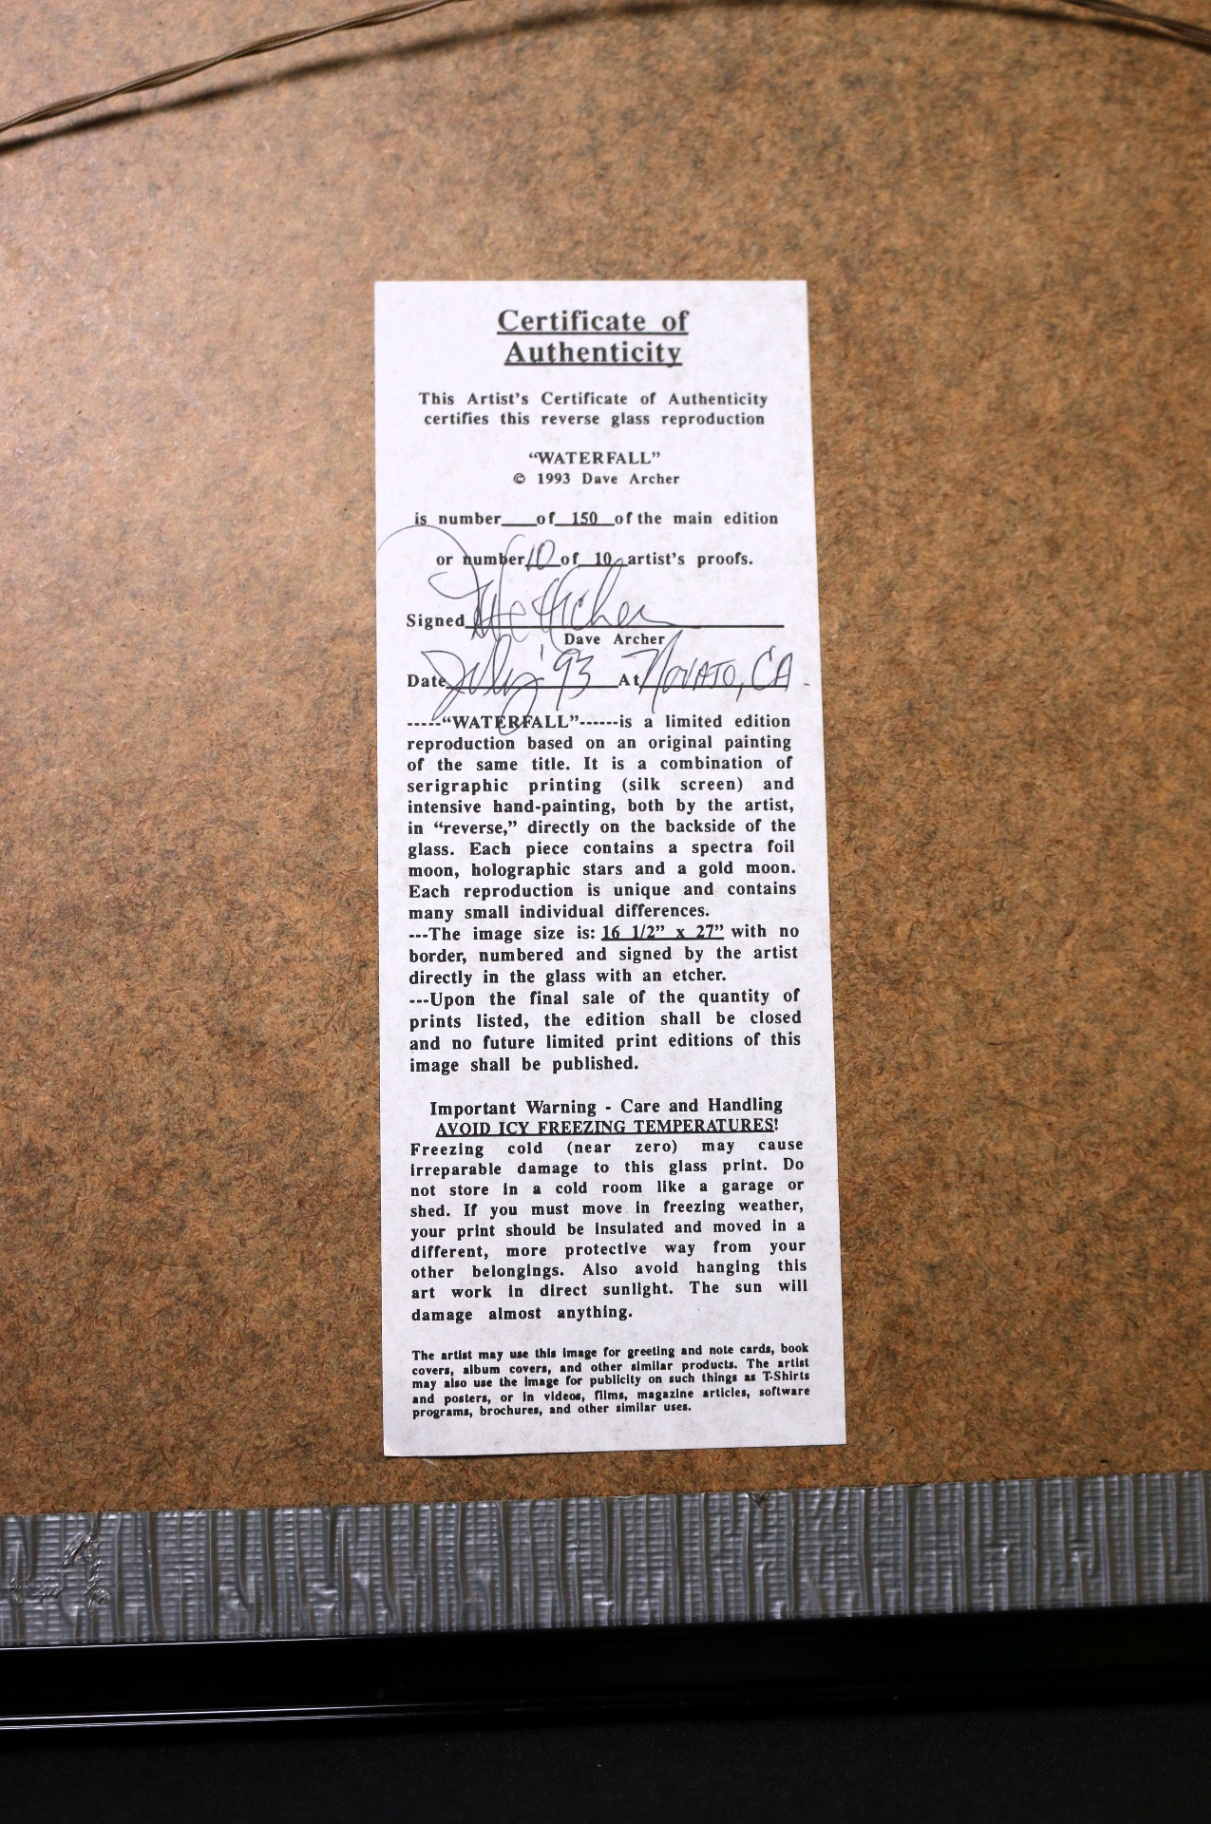 Certificate of
Authenticity
This Artist's Certificate of Authenticity
certifies this reverse glass reproduction
“WATERFALL”
© 1993 Dave Archer
is number___of 150 of the main edition
or number 10 of 10 artist's proofs.
Signed Dave Archer
Dave Archer
Date July '93 At Novato, CA.
-----“WATERFALL”------is a limited edition
reproduction based on an original painting
of the same title. It is a combination of
serigraphic printing (silk screen) and
intensive hand-painting, both by the artist,
in “reverse,” directly on the backside of the
glass. Each piece contains a spectra foil
moon, holographic stars and a gold moon.
Each reproduction is unique and contains
many small individual differences.
---The image size is: 16 1/2” x 27” with no
border, numbered and signed by the artist
directly in the glass with an etcher.
---Upon the final sale of the quantity of
prints listed, the edition shall be closed
and no future limited print editions of this
image shall be published.
Important Warning - Care and Handling
AVOID ICY FREEZING TEMPERATURES!
Freezing cold (near zero) may cause
irreparable damage to this glass print. Do
not store in a cold room like a garage or
shed. If you must move in freezing weather,
your print should be insulated and moved in a
different, more protective way from your
other belongings. Also avoid hanging this
art work in direct sunlight. The sun will
damage almost anything.
The artist may use this image for greeting and note cards, book
covers, album covers, and other similar products. The artist
may also use the image for publicity on such things as T-Shirts
and posters, or in videos, films, magazine articles, software
programs, brochures, and other similar uses.